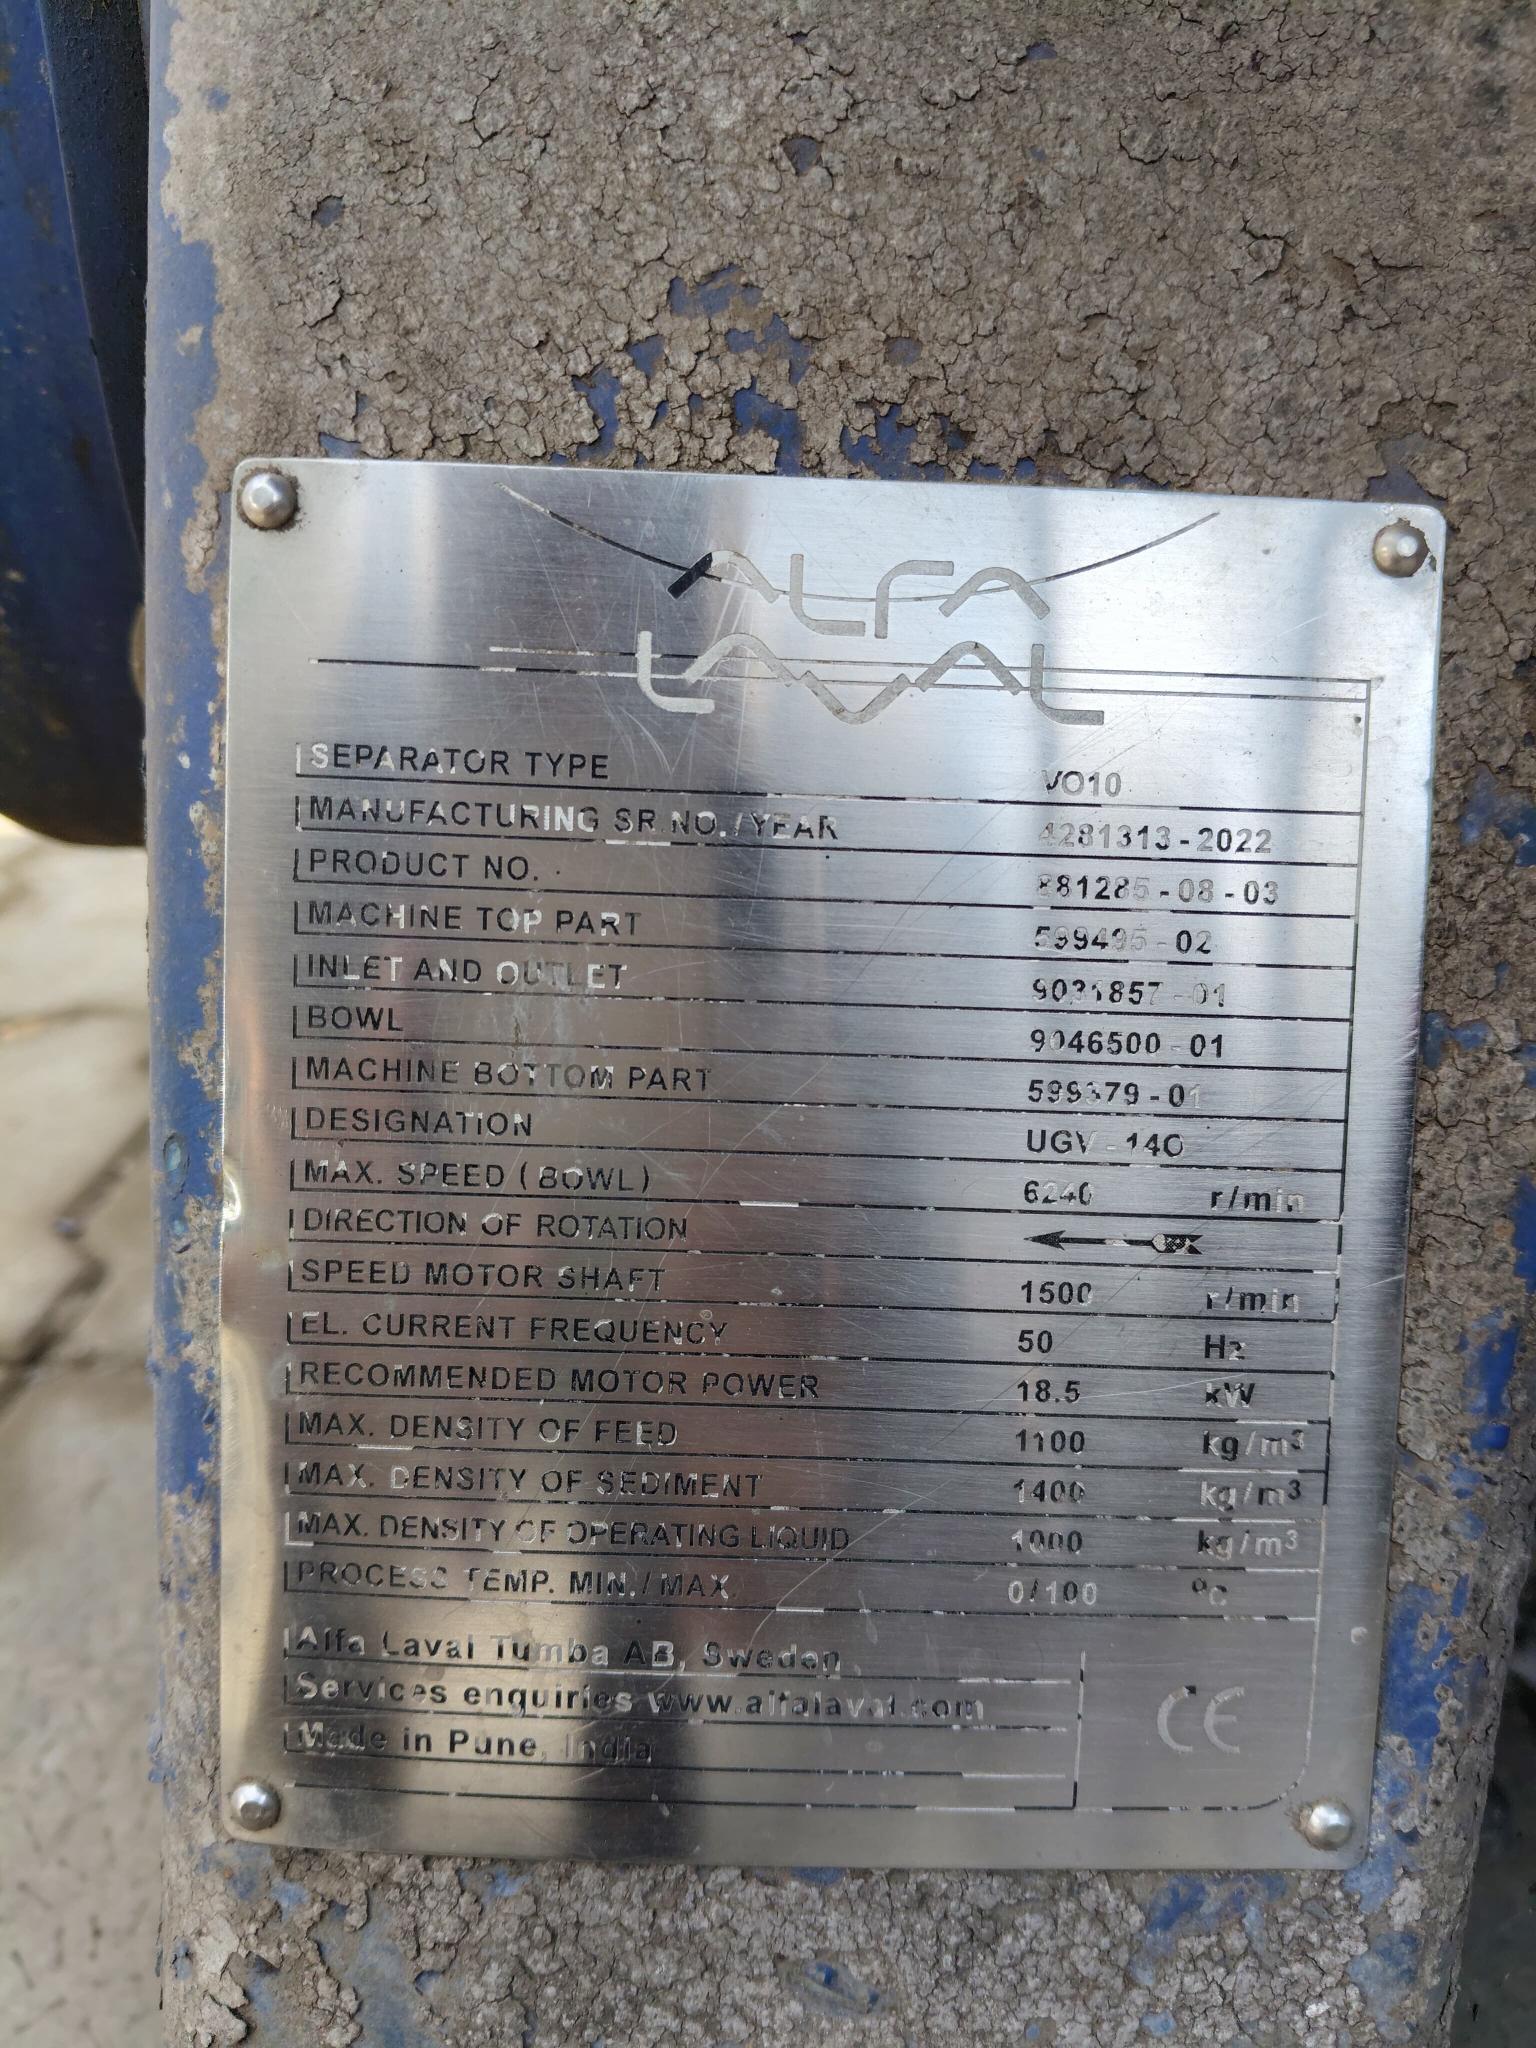 ALFA
LAVAL
SEPARATOR TYPE VO10
MANUFACTURING SR.NO./YEAR 4281313-2022
PRODUCT NO. 881285-08-03
MACHINE TOP PART 599495-02
INLET AND OUTLET 9031857-01
BOWL 9046500-01
MACHINE BOTTOM PART 599379-01
DESIGNATION UGV-14O
MAX. SPEED (BOWL) 6240 r/min
DIRECTION OF ROTATION
SPEED MOTOR SHAFT 1500 r/min
EL. CURRENT FREQUENCY 50 Hz
RECOMMENDED MOTOR POWER 18.5 kW
MAX. DENSITY OF FEED 1100 kg/m³
MAX. DENSITY OF SEDIMENT 1400 kg/m³
MAX. DENSITY OF OPERATING LIQUID 1000 kg/m³
PROCESS TEMP. MIN./MAX. 0/100 °C
Alfa Laval Tumba AB, Sweden
Services enquiries www.alfalaval.com
Made in Pune, India
CE